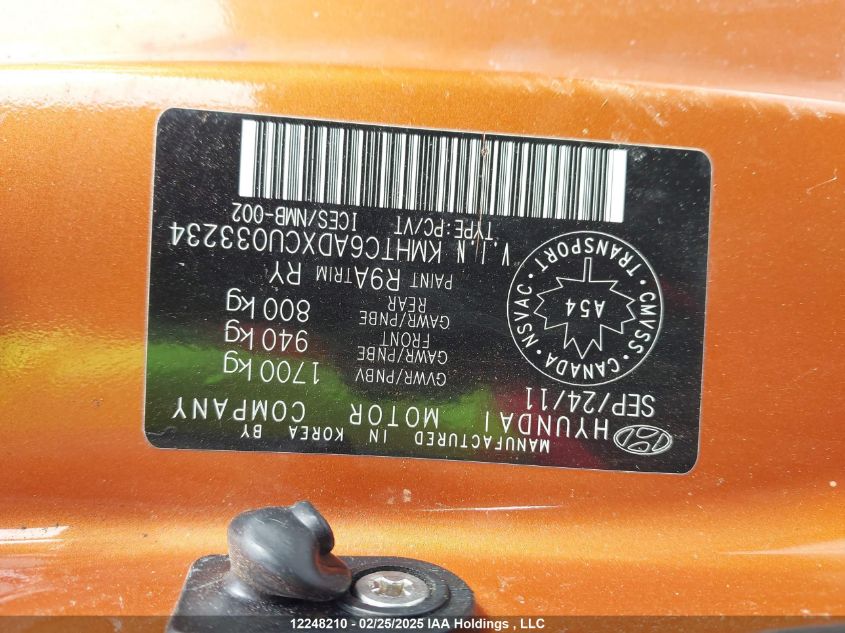 MANUFACTURED IN KOREA BY
HYUNDAI MOTOR COMPANY
SEP/24/11
GVWR/PNBV 1700 kg
GAWR/PNBE FRONT 940 kg
GAWR/PNBE REAR 800 kg
PAINT R9A TRIM RY
V.I.N KMHTC6ADXCU033234
TYPE:PC/VT ICES/NMB-002
CMVSS · CANADA · NSVAC · TRANSPORT ·
A54
12248210 - 02/25/2025 IAA Holdings , LLC